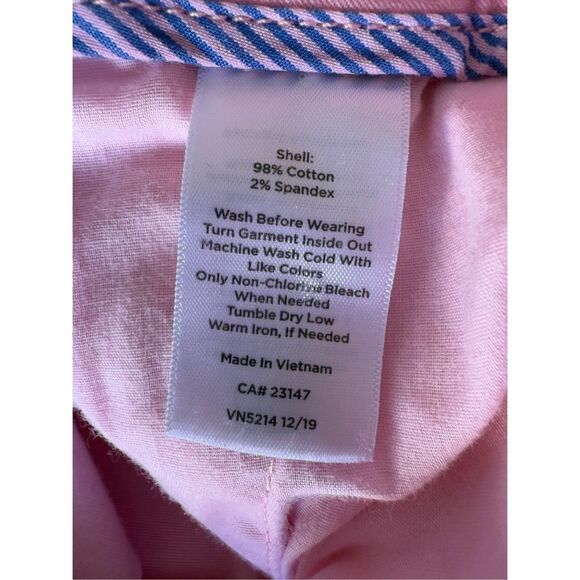 Shell:
98% Cotton
2% Spandex
Wash Before Wearing
Turn Garment Inside Out
Machine Wash Cold With
Like Colors
Only Non-Chlorine Bleach
When Needed
Tumble Dry Low
Warm Iron, If Needed
Made In Vietnam
CA# 23147
VN5214 12/19